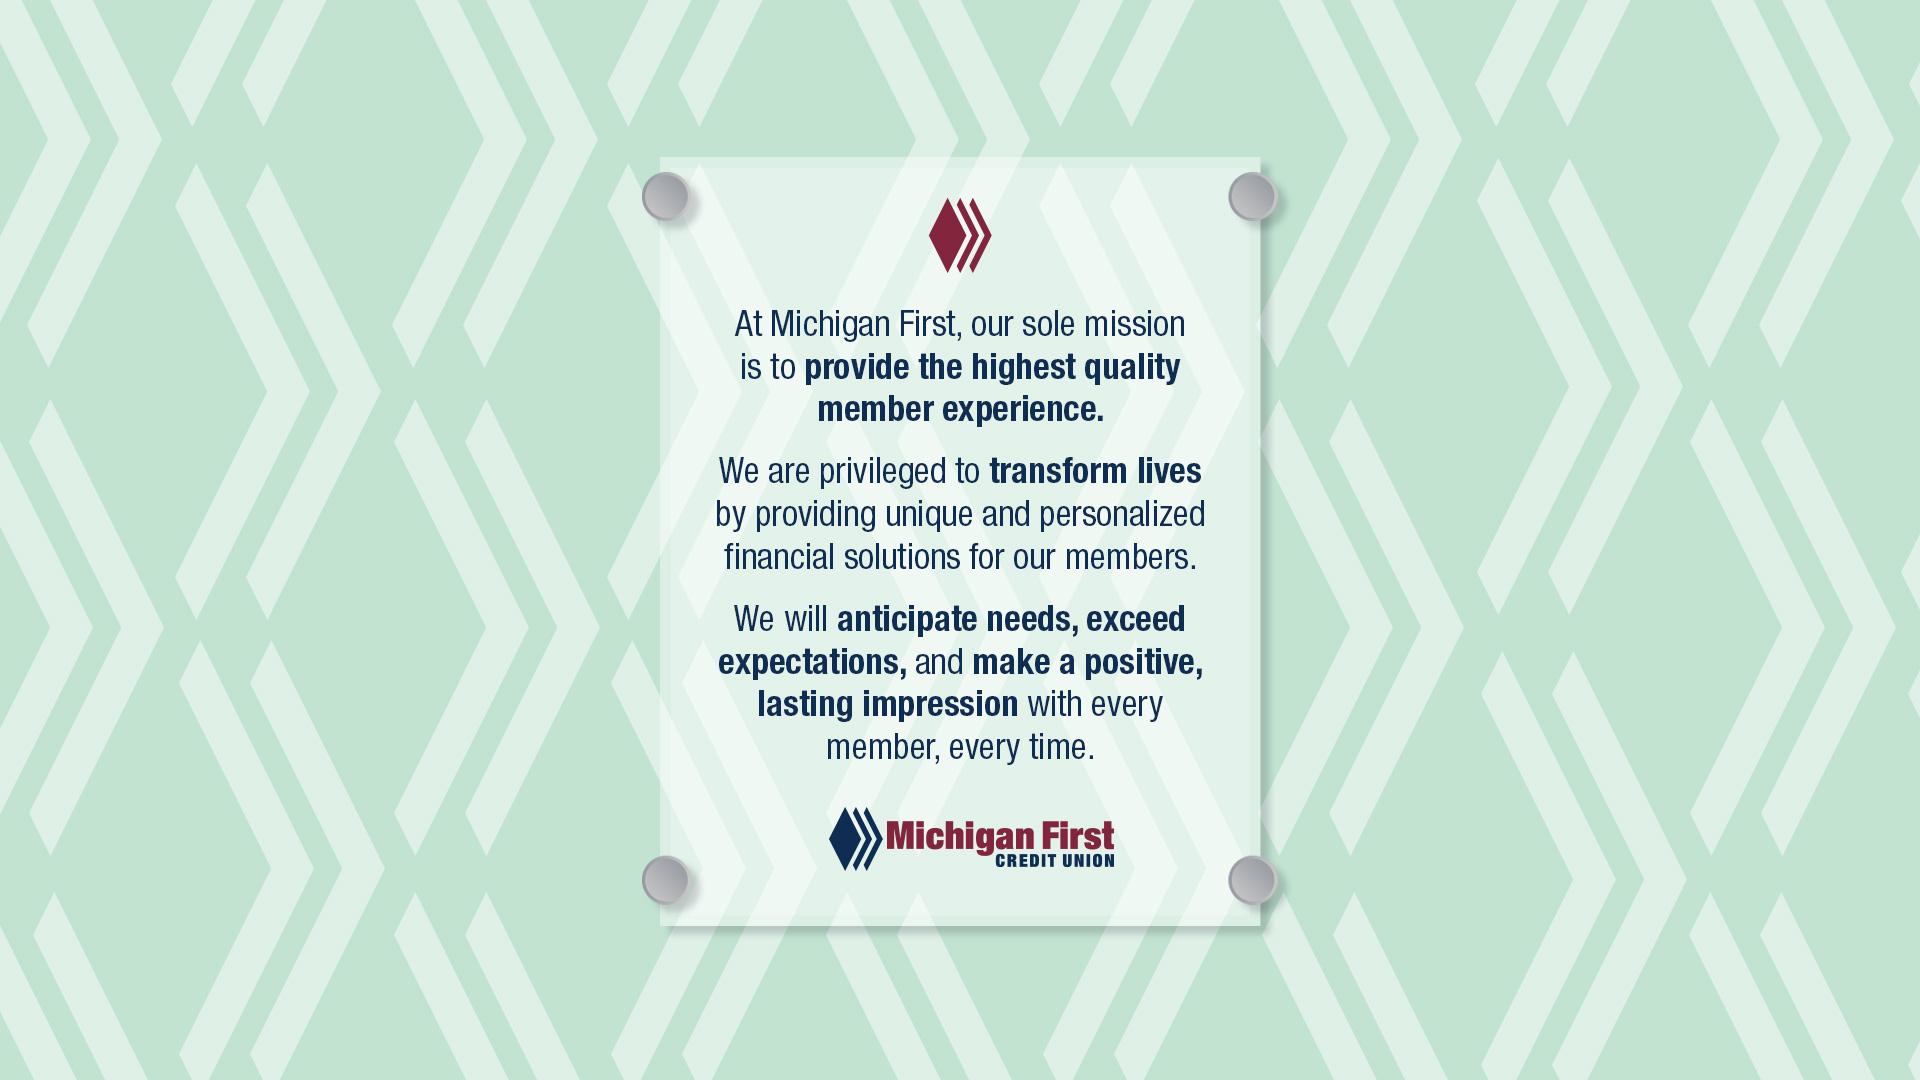 At Michigan First, our sole mission
is to provide the highest quality
member experience.
We are privileged to transform lives
by providing unique and personalized
financial solutions for our members.
We will anticipate needs, exceed
expectations, and make a positive,
lasting impression with every
member, every time.
Michigan First
CREDIT UNION